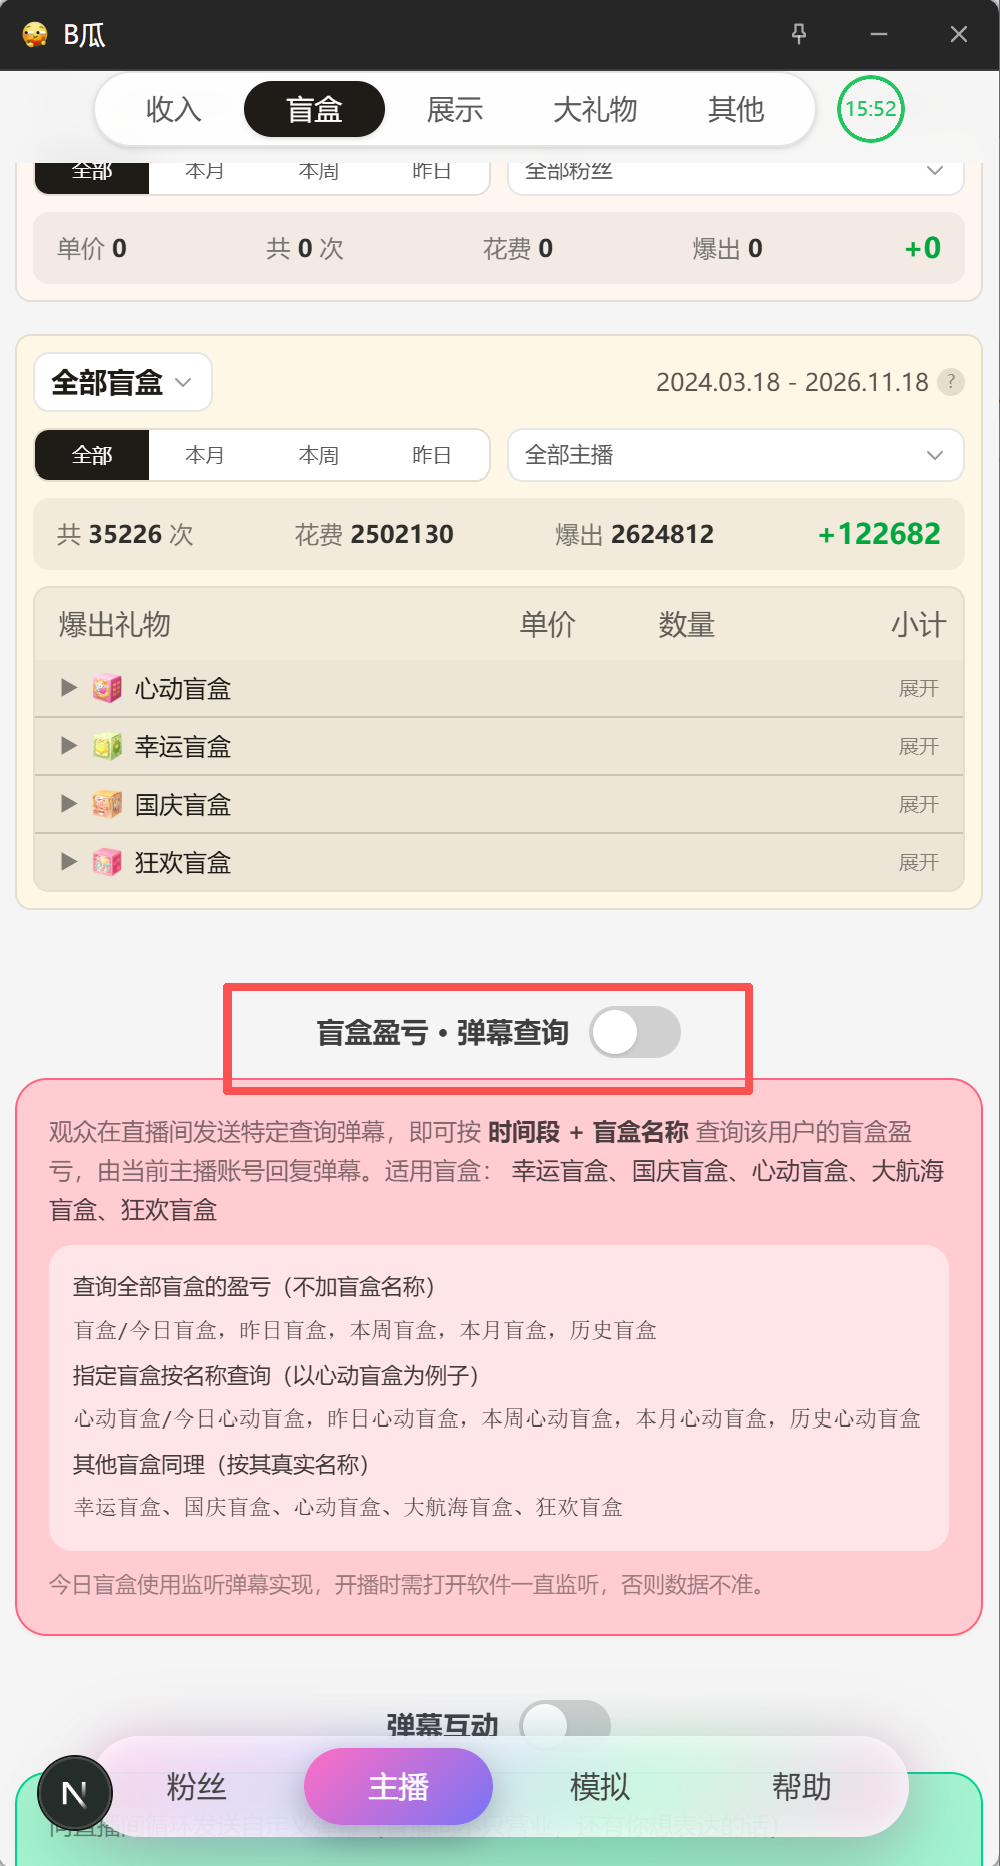 B瓜
收入 盲盒 展示 大礼物 其他 15:52
全部 本月 本周 昨日 全部粉丝
单价 0 共 0 次 花费 0 爆出 0 +0
全部盲盒 2024.03.18 - 2026.11.18 ?
全部 本月 本周 昨日 全部主播
共 35226 次 花费 2502130 爆出 2624812 +122682
爆出礼物 单价 数量 小计
心动盲盒 展开
幸运盲盒 展开
国庆盲盒 展开
狂欢盲盒 展开
盲盒盈亏・弹幕查询
观众在直播间发送特定查询弹幕，即可按 时间段 + 盲盒名称 查询该用户的盲盒盈
亏，由当前主播账号回复弹幕。适用盲盒： 幸运盲盒、国庆盲盒、心动盲盒、大航海
盲盒、狂欢盲盒
查询全部盲盒的盈亏（不加盲盒名称）
盲盒/今日盲盒，昨日盲盒，本周盲盒，本月盲盒，历史盲盒
指定盲盒按名称查询（以心动盲盒为例子）
心动盲盒/今日心动盲盒，昨日心动盲盒，本周心动盲盒，本月心动盲盒，历史心动盲盒
其他盲盒同理（按其真实名称）
幸运盲盒、国庆盲盒、心动盲盒、大航海盲盒、狂欢盲盒
今日盲盒使用监听弹幕实现，开播时需打开软件一直监听，否则数据不准。
弹幕互动
N 粉丝 主播 模拟 帮助